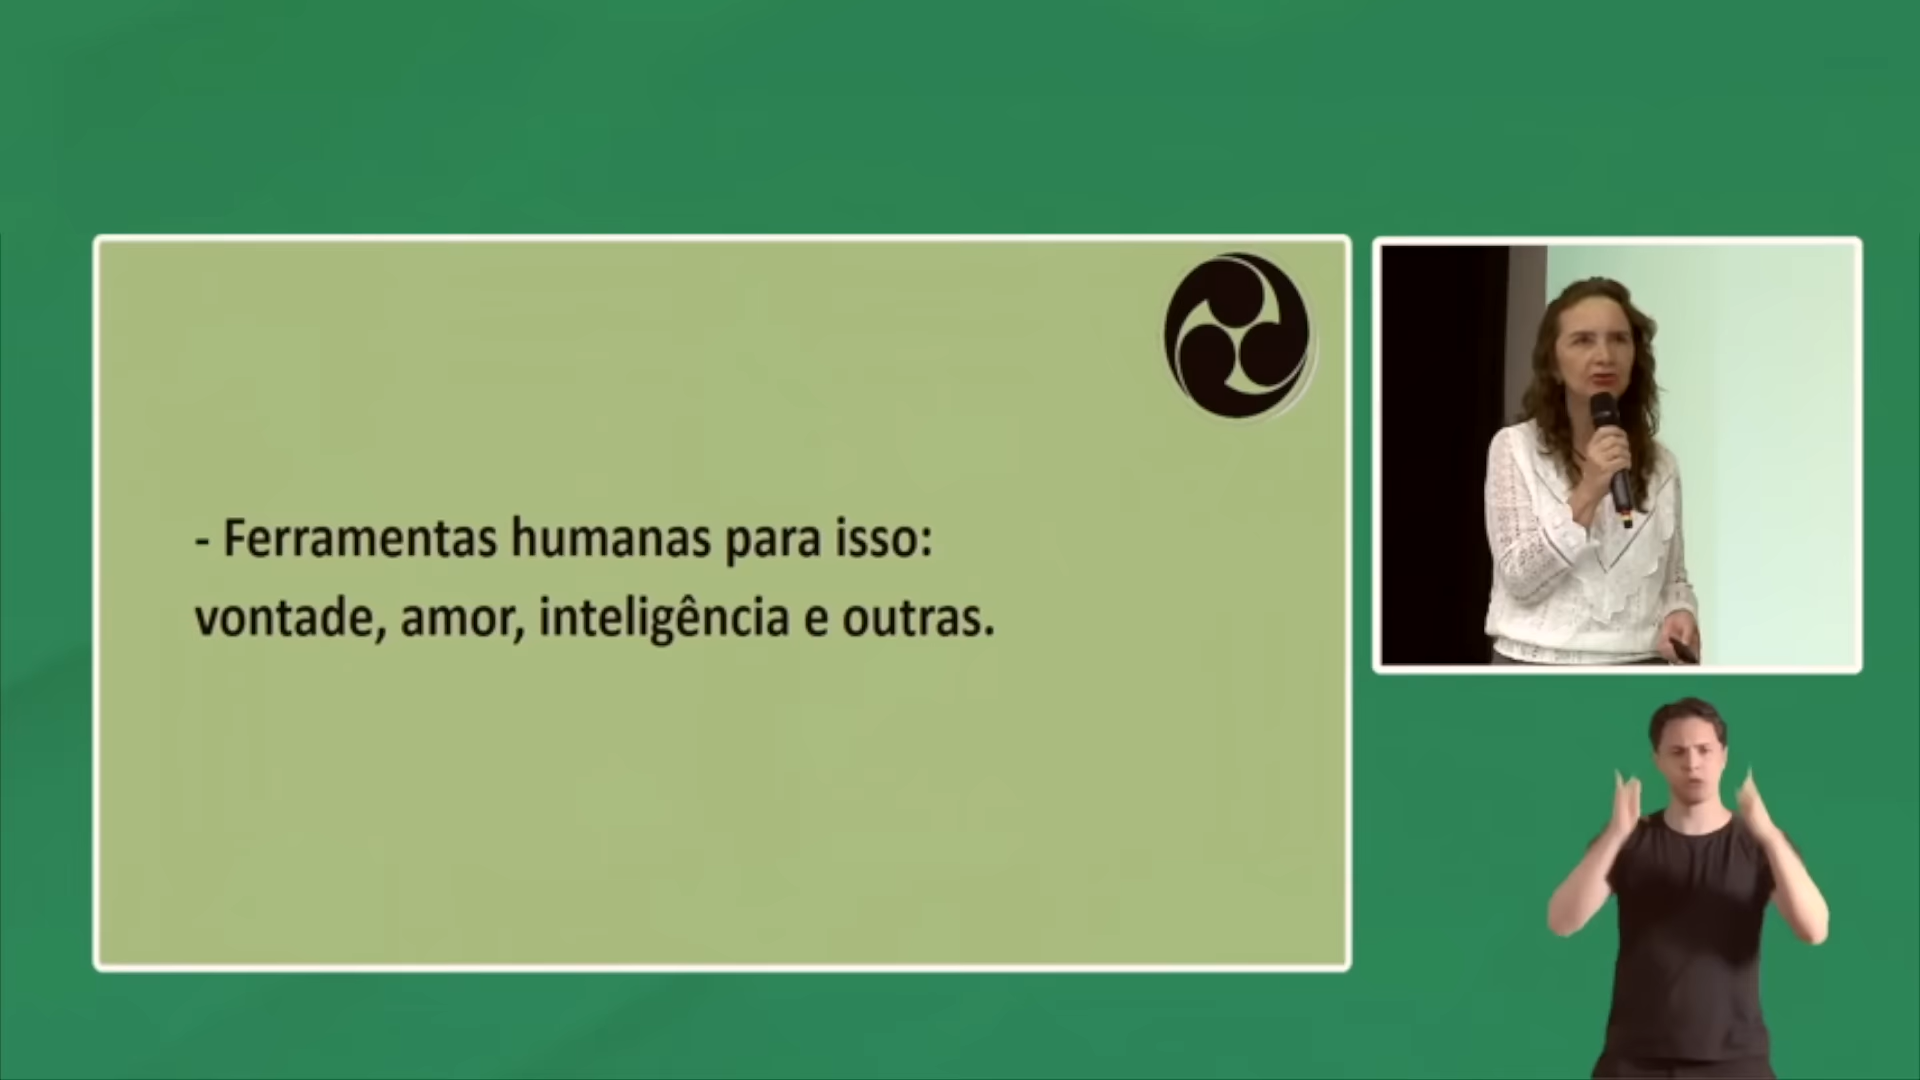 - Ferramentas humanas para isso:
vontade, amor, inteligência e outras.